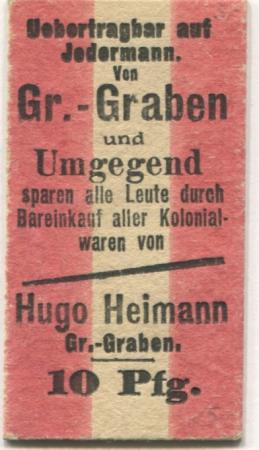 Uebertragbar auf
Jedermann.
Von
Gr.-Graben
und
Umgegend
sparen alle Leute durch
Bareinkauf aller Kolonial-
waren von
Hugo Heimann
Gr.-Graben.
10 Pfg.